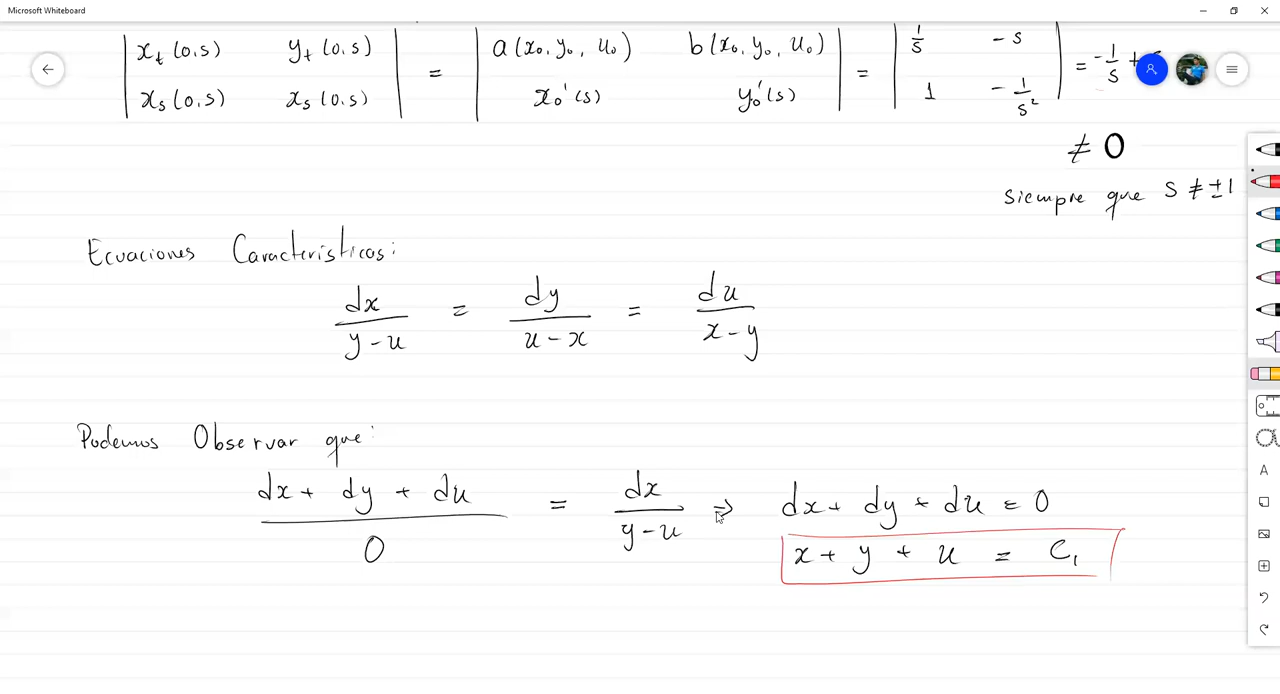 Microsoft Whiteboard
| x_t (0,s)  y_t (0,s) | = | a(x_0, y_0, u_0)  b(x_0, y_0, u_0) | = | 1/s  -s | = -1/s +
| x_s (0,s)  x_s (0,s) |   | x_0'(s)  y_0'(s) |   | 1  -1/s² |
≠ 0
siempre que s ≠ ±1
Ecuaciones Características:
dx/(y-u) = dy/(u-x) = du/(x-y)
Podemos Observar que:
(dx + dy + du)/0 = dx/(y-u) ⇒ dx + dy + du = 0
x + y + u = C_1
A